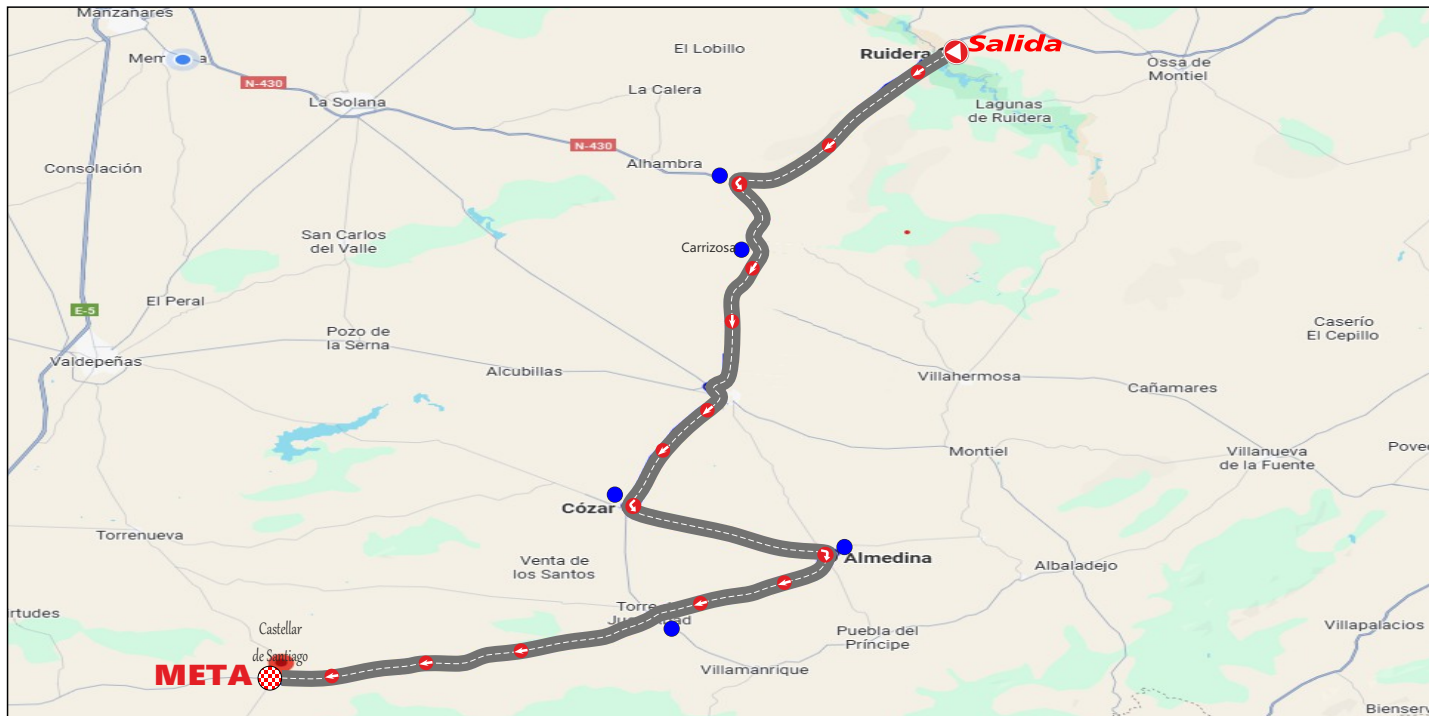 Manzanares
Salida
El Lobillo
Ruidera
Ossa de
Montiel
N-430
La Calera
La Solana
Lagunas
de Ruidera
N-430
Alhambra
Consolación
San Carlos
del Valle
Carrizosa
El Peral
E-5
Pozo de
la Serna
Caserío
El Cepillo
Valdepeñas
Alcubillas
Villahermosa
Cañamares
Montiel
Villanueva
de la Fuente
Cózar
Torrenueva
Venta de
los Santos
Almedina
Albaladejo
Torre
Castellar
de Santiago
Puebla del
Príncipe
Villapalacios
META
Villamanrique